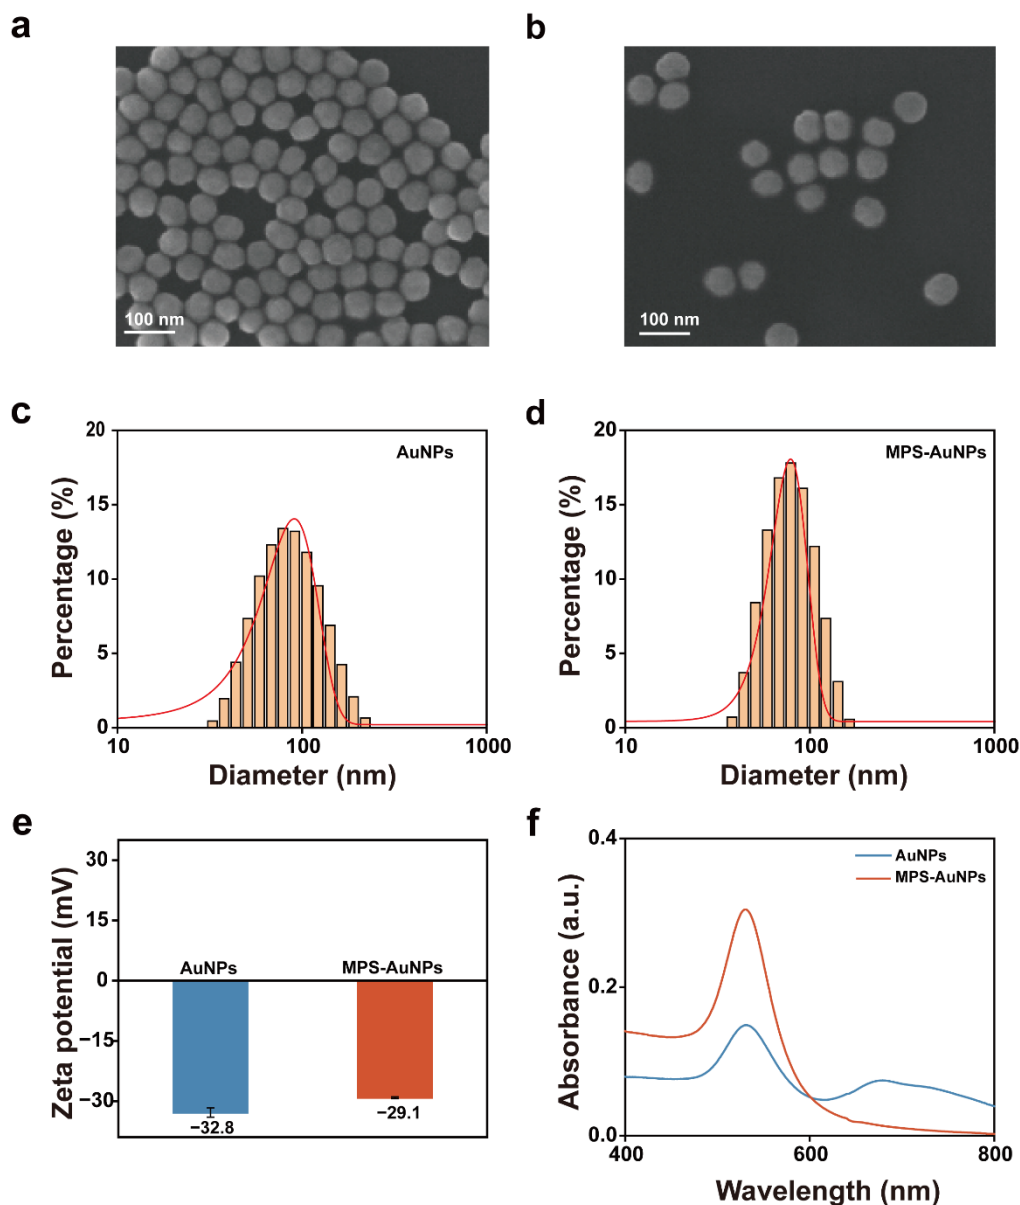 a
b
100 nm
100 nm
c
d
20
15
10
5
0
Percentage (%)
AuNPs
10
100
1000
Diameter (nm)
20
15
10
5
0
Percentage (%)
MPS-AuNPs
10
100
1000
Diameter (nm)
e
f
30
15
0
−15
−30
Zeta potential (mV)
AuNPs
MPS-AuNPs
−32.8
−29.1
0.4
0.2
0.0
Absorbance (a.u.)
AuNPs
MPS-AuNPs
400
600
800
Wavelength (nm)